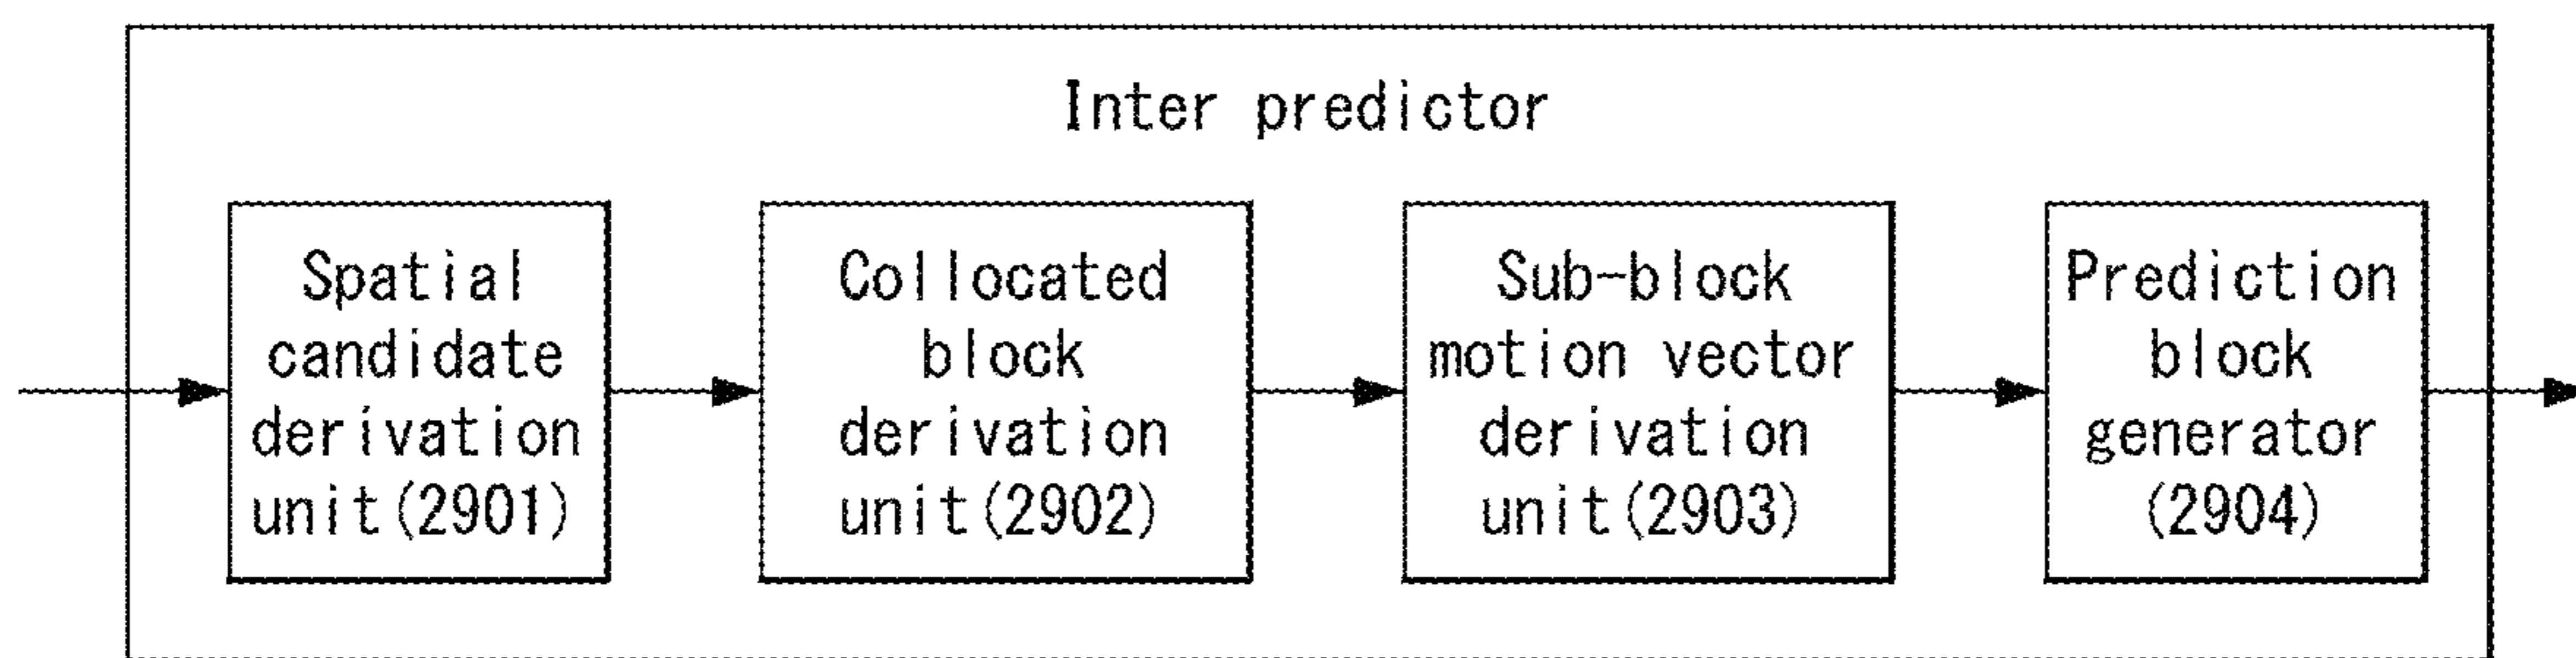 Inter predictor
Spatial
candidate
derivation
unit(2901)
Collocated
block
derivation
unit(2902)
Sub-block
motion vector
derivation
unit(2903)
Prediction
block
generator
(2904)